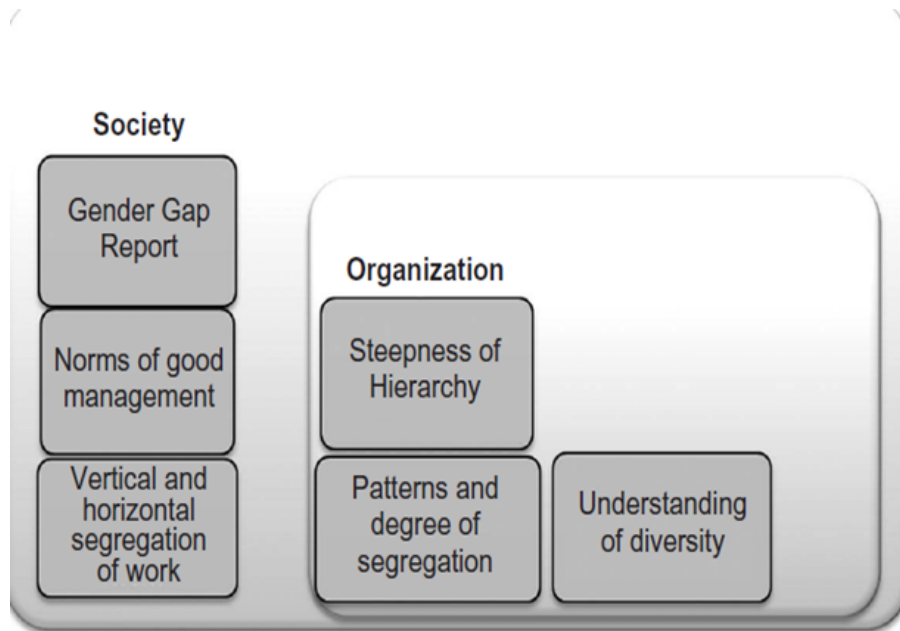 Society
Gender Gap
Report
Norms of good
management
Vertical and
horizontal
segregation
of work
Organization
Steepness of
Hierarchy
Patterns and
degree of
segregation
Understanding
of diversity